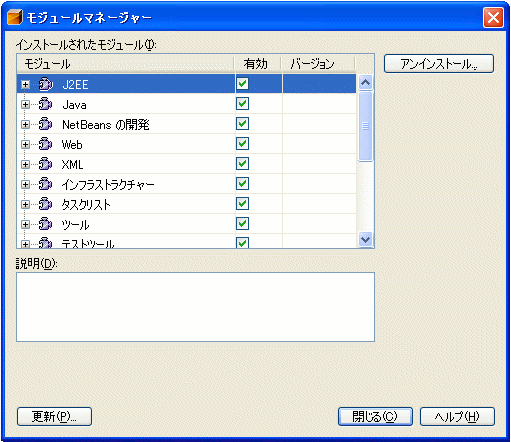 モジュールマネージャー
インストールされたモジュール(I):
モジュール 有効 バージョン
アンインストール...
J2EE
Java
NetBeans の開発
Web
XML
インフラストラクチャー
タスクリスト
ツール
テストツール
説明(D):
更新(P)... 閉じる(C) ヘルプ(H)